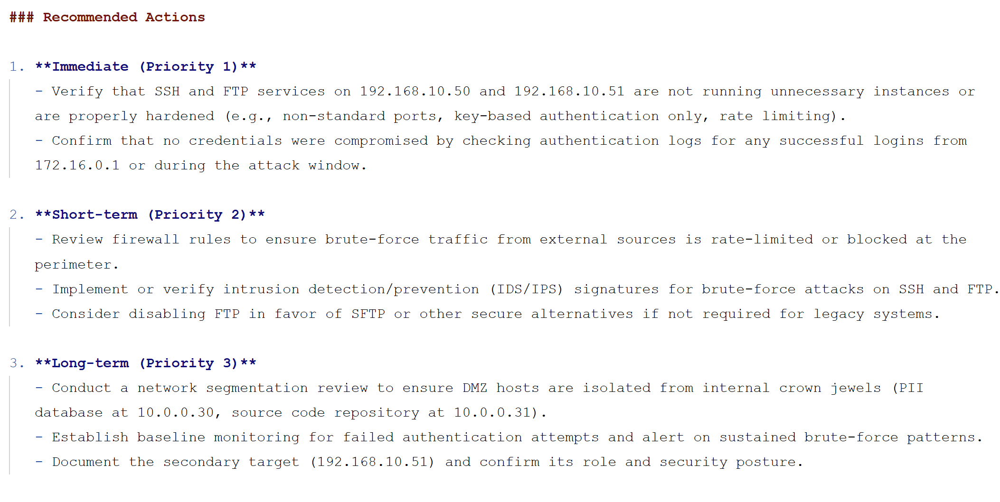 ### Recommended Actions
1. **Immediate (Priority 1)**
- Verify that SSH and FTP services on 192.168.10.50 and 192.168.10.51 are not running unnecessary instances or
are properly hardened (e.g., non-standard ports, key-based authentication only, rate limiting).
- Confirm that no credentials were compromised by checking authentication logs for any successful logins from
172.16.0.1 or during the attack window.
2. **Short-term (Priority 2)**
- Review firewall rules to ensure brute-force traffic from external sources is rate-limited or blocked at the
perimeter.
- Implement or verify intrusion detection/prevention (IDS/IPS) signatures for brute-force attacks on SSH and FTP.
- Consider disabling FTP in favor of SFTP or other secure alternatives if not required for legacy systems.
3. **Long-term (Priority 3)**
- Conduct a network segmentation review to ensure DMZ hosts are isolated from internal crown jewels (PII
database at 10.0.0.30, source code repository at 10.0.0.31).
- Establish baseline monitoring for failed authentication attempts and alert on sustained brute-force patterns.
- Document the secondary target (192.168.10.51) and confirm its role and security posture.